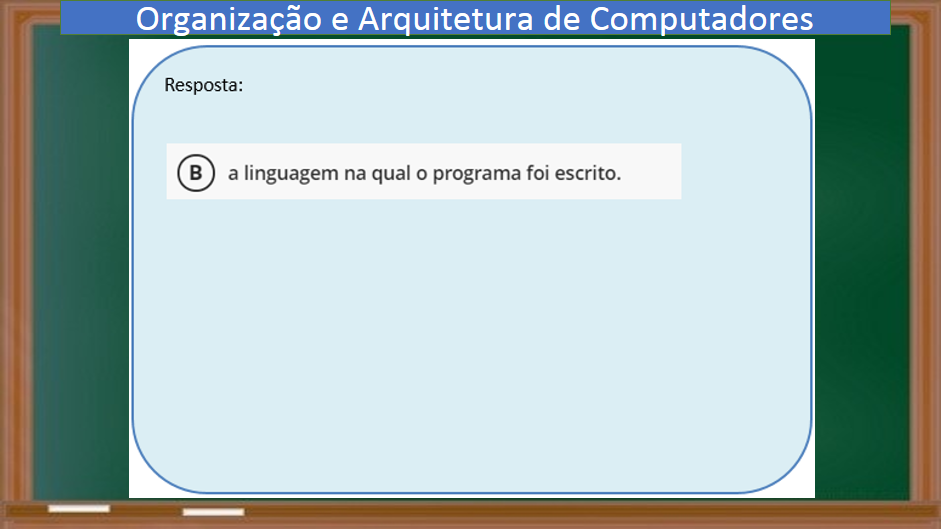 Organização e Arquitetura de Computadores
Resposta:
B a linguagem na qual o programa foi escrito.